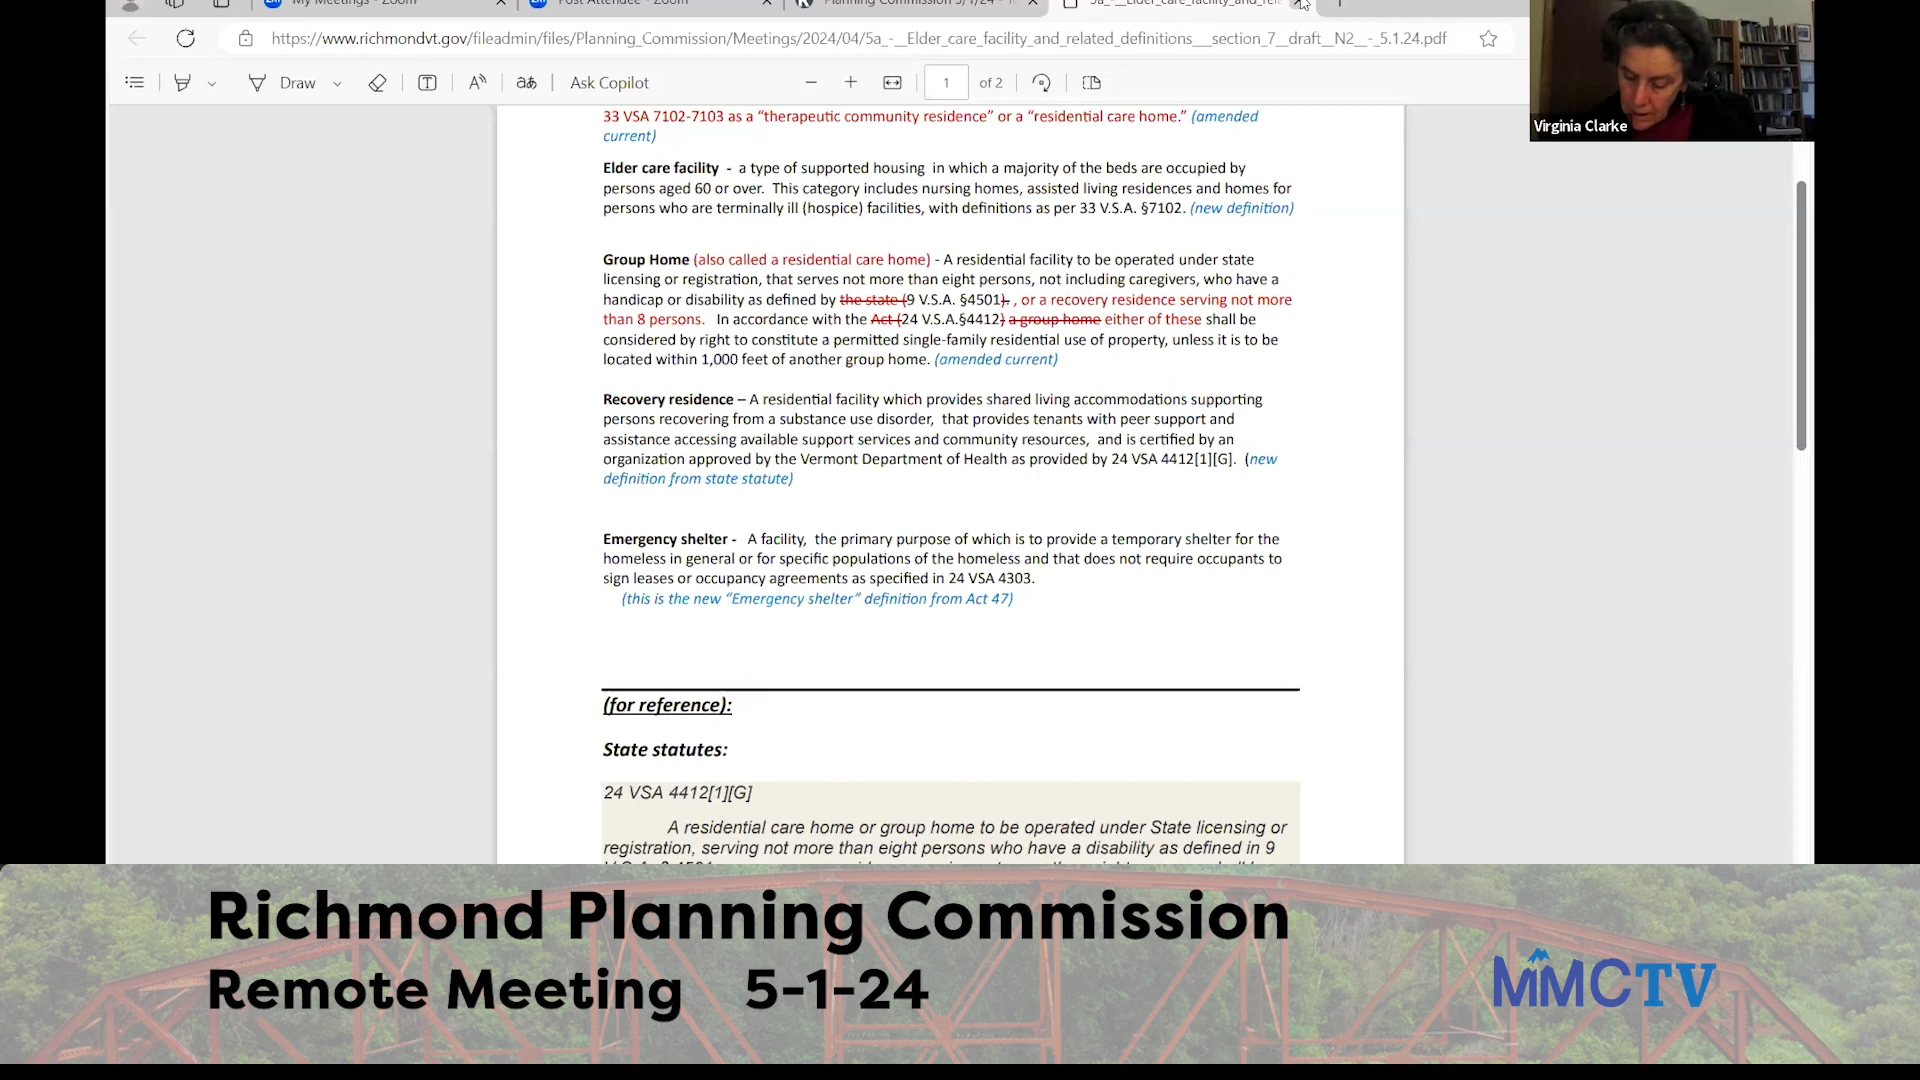 My Meetings - Zoom
Post Attendee - Zoom
Planning Commission 5/1/24 - 
5a_-__Elder_care_facility_and_rel
https://www.richmondvt.gov/fileadmin/files/Planning_Commission/Meetings/2024/04/5a_-__Elder_care_facility_and_related_definitions___section_7__draft__N2__-_5.1.24.pdf
Draw
Ask Copilot
1 of 2
Virginia Clarke
33 VSA 7102-7103 as a “therapeutic community residence” or a “residential care home.” (amended
current)
Elder care facility - a type of supported housing in which a majority of the beds are occupied by
persons aged 60 or over. This category includes nursing homes, assisted living residences and homes for
persons who are terminally ill (hospice) facilities, with definitions as per 33 V.S.A. §7102. (new definition)
Group Home (also called a residential care home) - A residential facility to be operated under state
licensing or registration, that serves not more than eight persons, not including caregivers, who have a
handicap or disability as defined by the state (9 V.S.A. §4501). , or a recovery residence serving not more
than 8 persons. In accordance with the Act (24 V.S.A.§4412) a group home either of these shall be
considered by right to constitute a permitted single-family residential use of property, unless it is to be
located within 1,000 feet of another group home. (amended current)
Recovery residence – A residential facility which provides shared living accommodations supporting
persons recovering from a substance use disorder, that provides tenants with peer support and
assistance accessing available support services and community resources, and is certified by an
organization approved by the Vermont Department of Health as provided by 24 VSA 4412[1][G]. (new
definition from state statute)
Emergency shelter - A facility, the primary purpose of which is to provide a temporary shelter for the
homeless in general or for specific populations of the homeless and that does not require occupants to
sign leases or occupancy agreements as specified in 24 VSA 4303.
(this is the new “Emergency shelter” definition from Act 47)
(for reference):
State statutes:
24 VSA 4412[1][G]
A residential care home or group home to be operated under State licensing or
registration, serving not more than eight persons who have a disability as defined in 9
Richmond Planning Commission
Remote Meeting 5-1-24
MMCTV